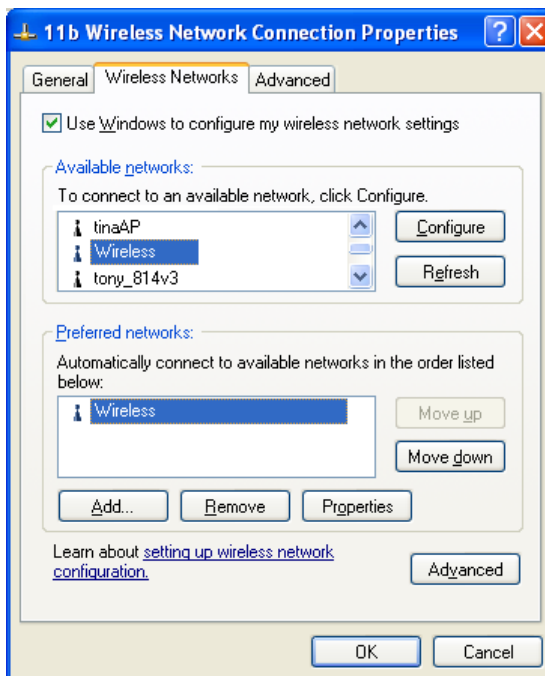 11b Wireless Network Connection Properties
General Wireless Networks Advanced
Use Windows to configure my wireless network settings
Available networks:
To connect to an available network, click Configure.
tinaAP
Wireless
tony_814v3
Configure
Refresh
Preferred networks:
Automatically connect to available networks in the order listed
below:
Wireless
Move up
Move down
Add... Remove Properties
Learn about setting up wireless network
configuration.
Advanced
OK Cancel